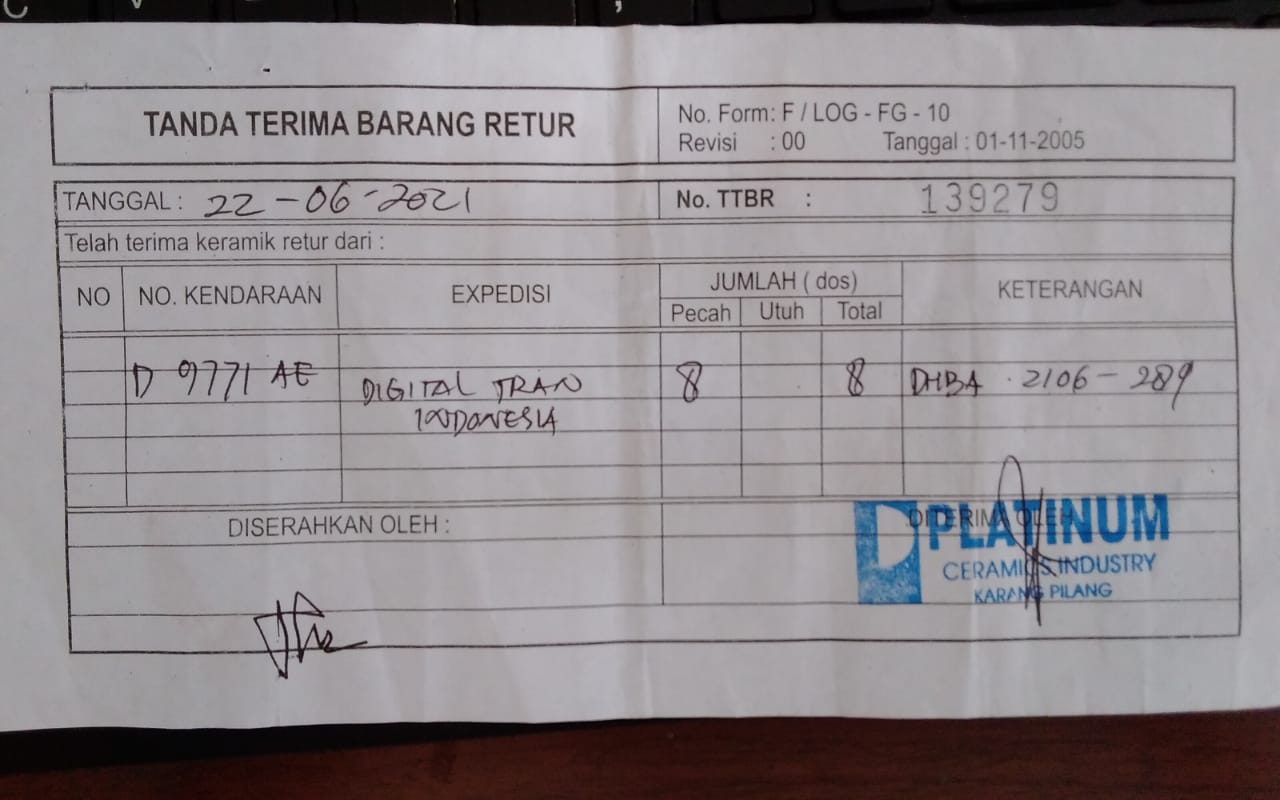 TANDA TERIMA BARANG RETUR
No. Form: F / LOG - FG - 10
Revisi : 00 Tanggal : 01-11-2005
TANGGAL : 22-06-2021
No. TTBR : 139279
Telah terima keramik retur dari :
NO NO. KENDARAAN EXPEDISI JUMLAH ( dos) KETERANGAN
Pecah Utuh Total
D 9771 AE DIGITAL TRAN 8 8 DHBA . 2106 - 289
INDONESIA
DISERAHKAN OLEH :
DITERIMA OLEH
PLATINUM
CERAMICS INDUSTRY
KARANG PILANG